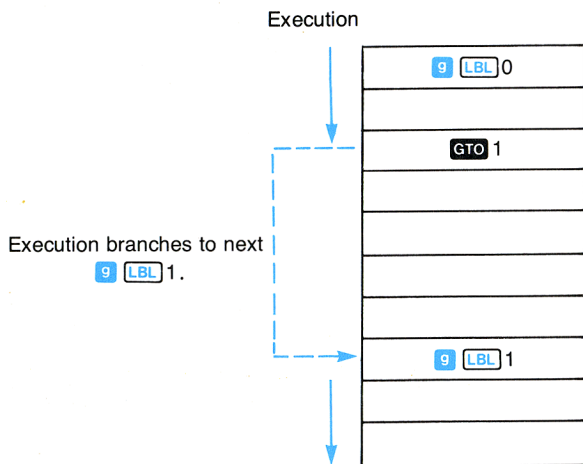 Execution
g LBL 0
GTO 1
Execution branches to next
g LBL 1.
g LBL 1